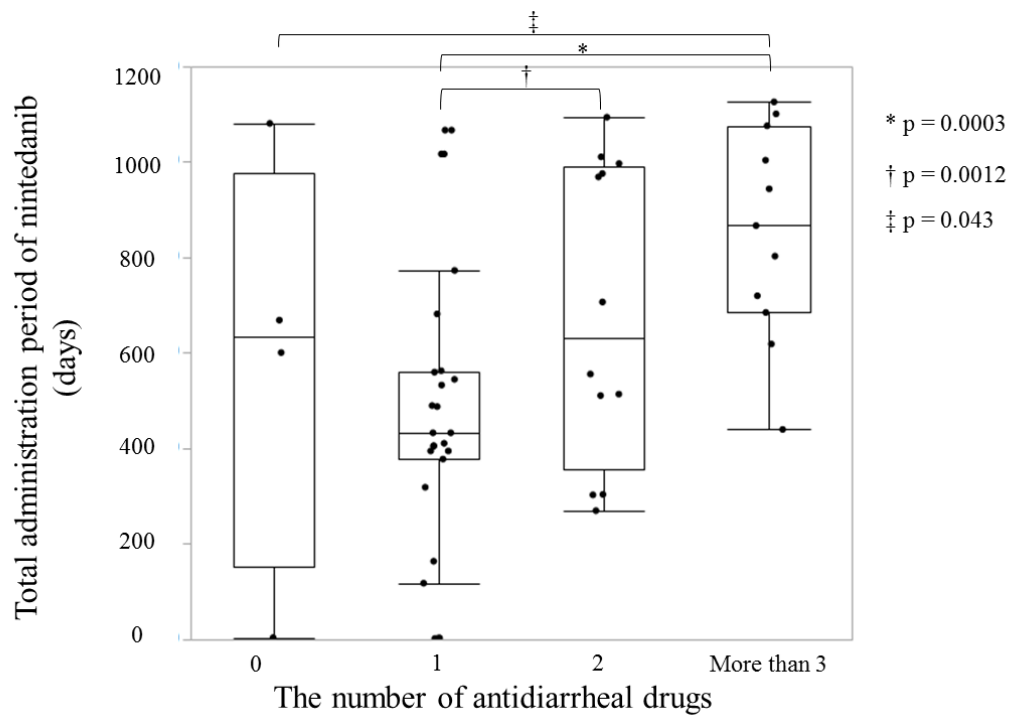 ‡
*
†
Total administration period of nintedanib
(days)
1200
1000
800
600
400
200
0
0 1 2 More than 3
The number of antidiarrheal drugs
* p = 0.0003
† p = 0.0012
‡ p = 0.043